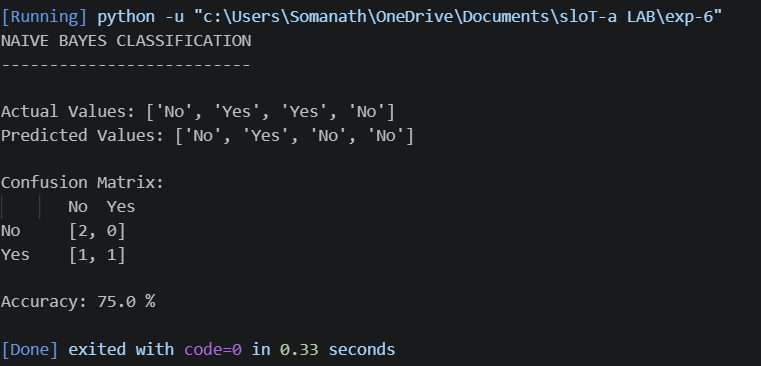 [Running] python -u "c:\Users\Somanath\OneDrive\Documents\sloT-a LAB\exp-6"
NAIVE BAYES CLASSIFICATION
--------------------------
Actual Values: ['No', 'Yes', 'Yes', 'No']
Predicted Values: ['No', 'Yes', 'No', 'No']
Confusion Matrix:
No  Yes
No     [2, 0]
Yes    [1, 1]
Accuracy: 75.0 %
[Done] exited with code=0 in 0.33 seconds